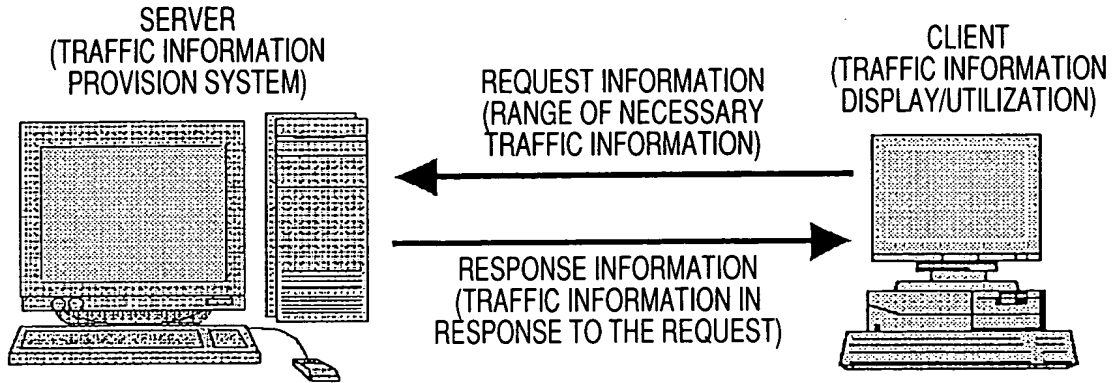 SERVER
(TRAFFIC INFORMATION
PROVISION SYSTEM)
REQUEST INFORMATION
(RANGE OF NECESSARY
TRAFFIC INFORMATION)
CLIENT
(TRAFFIC INFORMATION
DISPLAY/UTILIZATION)
RESPONSE INFORMATION
(TRAFFIC INFORMATION IN
RESPONSE TO THE REQUEST)